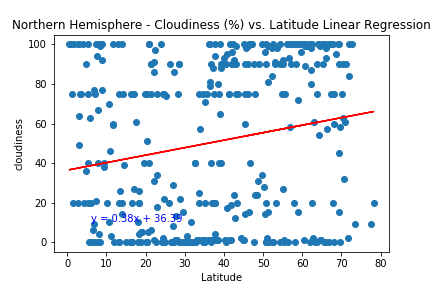 Northern Hemisphere - Cloudiness (%) vs. Latitude Linear Regression
100
80
60
40
20
0
cloudiness
y = 0.38x + 36.39
0 10 20 30 40 50 60 70 80
Latitude